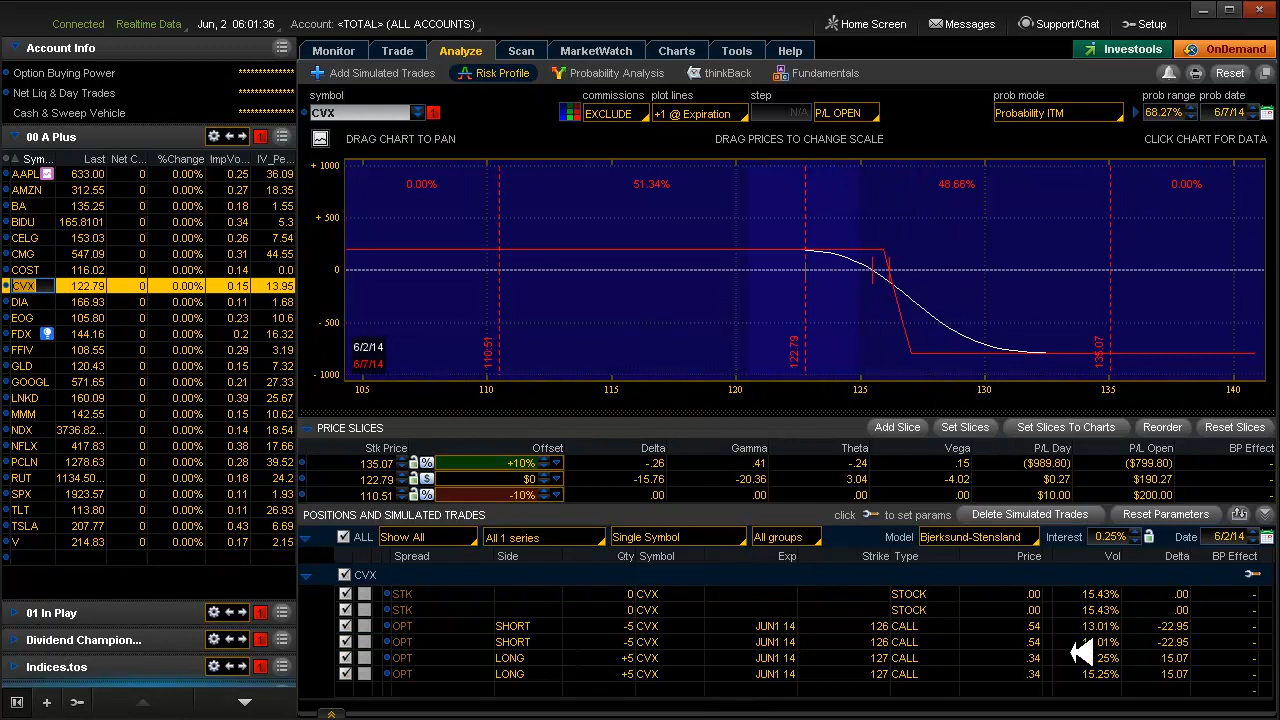 Connected Realtime Data Jun, 2 06:01:36 Account: <TOTAL> (ALL ACCOUNTS) Home Screen Messages Support/Chat Setup
Account Info
Option Buying Power **************
Net Liq & Day Trades **************
Cash & Sweep Vehicle **************
00 A Plus 1
Sym... Last Net C... %Change ImpVo... IV_Pe...
AAPL 633.00 0 0.00% 0.25 36.09
AMZN 312.55 0 0.00% 0.27 18.35
BA 135.25 0 0.00% 0.18 1.55
BIDU 165.8101 0 0.00% 0.34 5.3
CELG 153.03 0 0.00% 0.26 7.54
CMG 547.09 0 0.00% 0.31 44.55
COST 116.02 0 0.00% 0.14 0.0
CVX 122.79 0 0.00% 0.15 13.95
DIA 166.93 0 0.00% 0.11 1.68
EOG 105.80 0 0.00% 0.23 10.6
FDX 144.16 0 0.00% 0.2 16.32
FFIV 108.55 0 0.00% 0.29 3.19
GLD 120.43 0 0.00% 0.15 7.32
GOOGL 571.65 0 0.00% 0.21 27.33
LNKD 160.09 0 0.00% 0.39 25.67
MMM 142.55 0 0.00% 0.15 10.62
NDX 3736.82... 0 0.00% 0.14 18.54
NFLX 417.83 0 0.00% 0.38 17.66
PCLN 1278.63 0 0.00% 0.28 39.52
RUT 1134.50... 0 0.00% 0.18 24.2
SPX 1923.57 0 0.00% 0.11 1.93
TLT 113.80 0 0.00% 0.11 26.93
TSLA 207.77 0 0.00% 0.43 6.69
V 214.83 0 0.00% 0.17 2.15
01 In Play 1
Dividend Champion... 1
Indices.tos 1
Monitor Trade Analyze Scan MarketWatch Charts Tools Help Investools OnDemand
Add Simulated Trades Risk Profile Probability Analysis thinkBack Fundamentals Reset
symbol commissions plot lines step prob mode prob range prob date
CVX 1 EXCLUDE +1 @ Expiration N/A P/L OPEN Probability ITM 68.27% 6/7/14
DRAG CHART TO PAN DRAG PRICES TO CHANGE SCALE CLICK CHART FOR DATA
+ 1000
0.00% 51.34% 48.66% 0.00%
+ 500
0
- 500
6/2/14
6/7/14
110.51 122.79 135.07
- 1000
105 110 115 120 125 130 135 140
PRICE SLICES Add Slice Set Slices Set Slices To Charts Reorder Reset Slices
Stk Price Offset Delta Gamma Theta Vega P/L Day P/L Open BP Effect
135.07 % +10% -.26 .41 -.24 .15 ($989.80) ($799.80)
122.79 $ $0 -15.76 -20.36 3.04 -4.02 $0.27 $190.27
110.51 % -10% .00 .00 .00 .00 $10.00 $200.00
POSITIONS AND SIMULATED TRADES click to set params Delete Simulated Trades Reset Parameters
ALL Show All All 1 series Single Symbol All groups Model Bjerksund-Stensland Interest 0.25% Date 6/2/14
Spread Side Qty Symbol Exp Strike Type Price Vol Delta BP Effect
CVX -
STK 0 CVX STOCK .00 15.43% .00 -
STK 0 CVX STOCK .00 15.43% .00 -
OPT SHORT -5 CVX JUN1 14 126 CALL .54 13.01% -22.95 -
OPT SHORT -5 CVX JUN1 14 126 CALL .54 01% -22.95 -
OPT LONG +5 CVX JUN1 14 127 CALL .34 25% 15.07 -
OPT LONG +5 CVX JUN1 14 127 CALL .34 15.25% 15.07 -
-